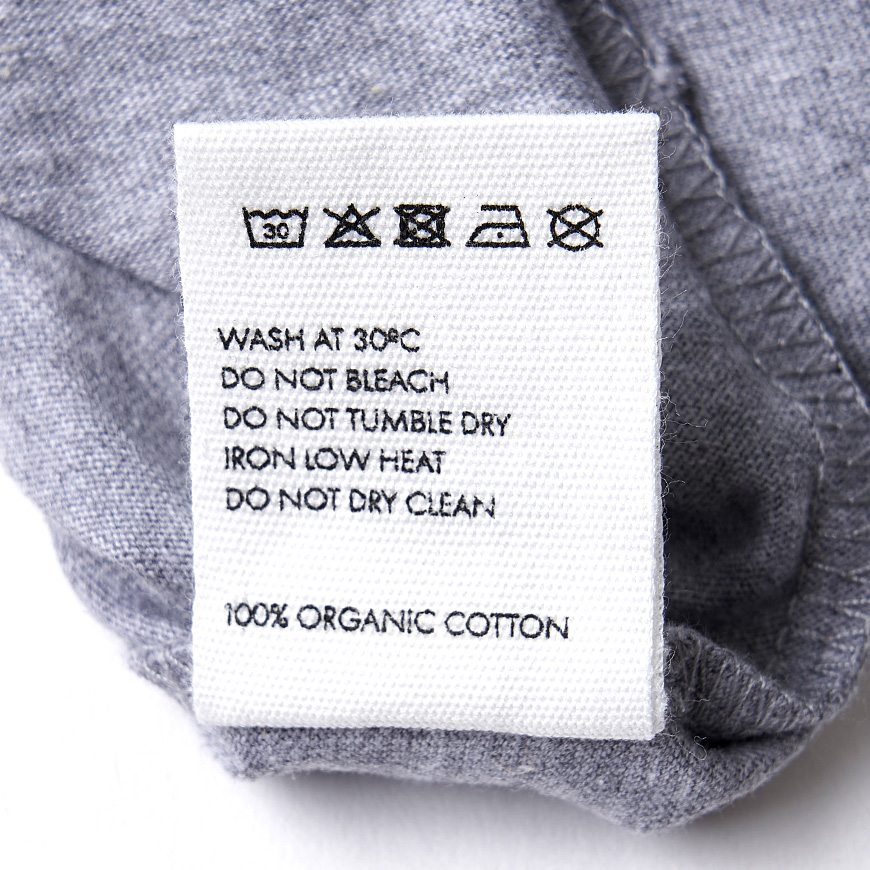 30
WASH AT 30ºC
DO NOT BLEACH
DO NOT TUMBLE DRY
IRON LOW HEAT
DO NOT DRY CLEAN
100% ORGANIC COTTON